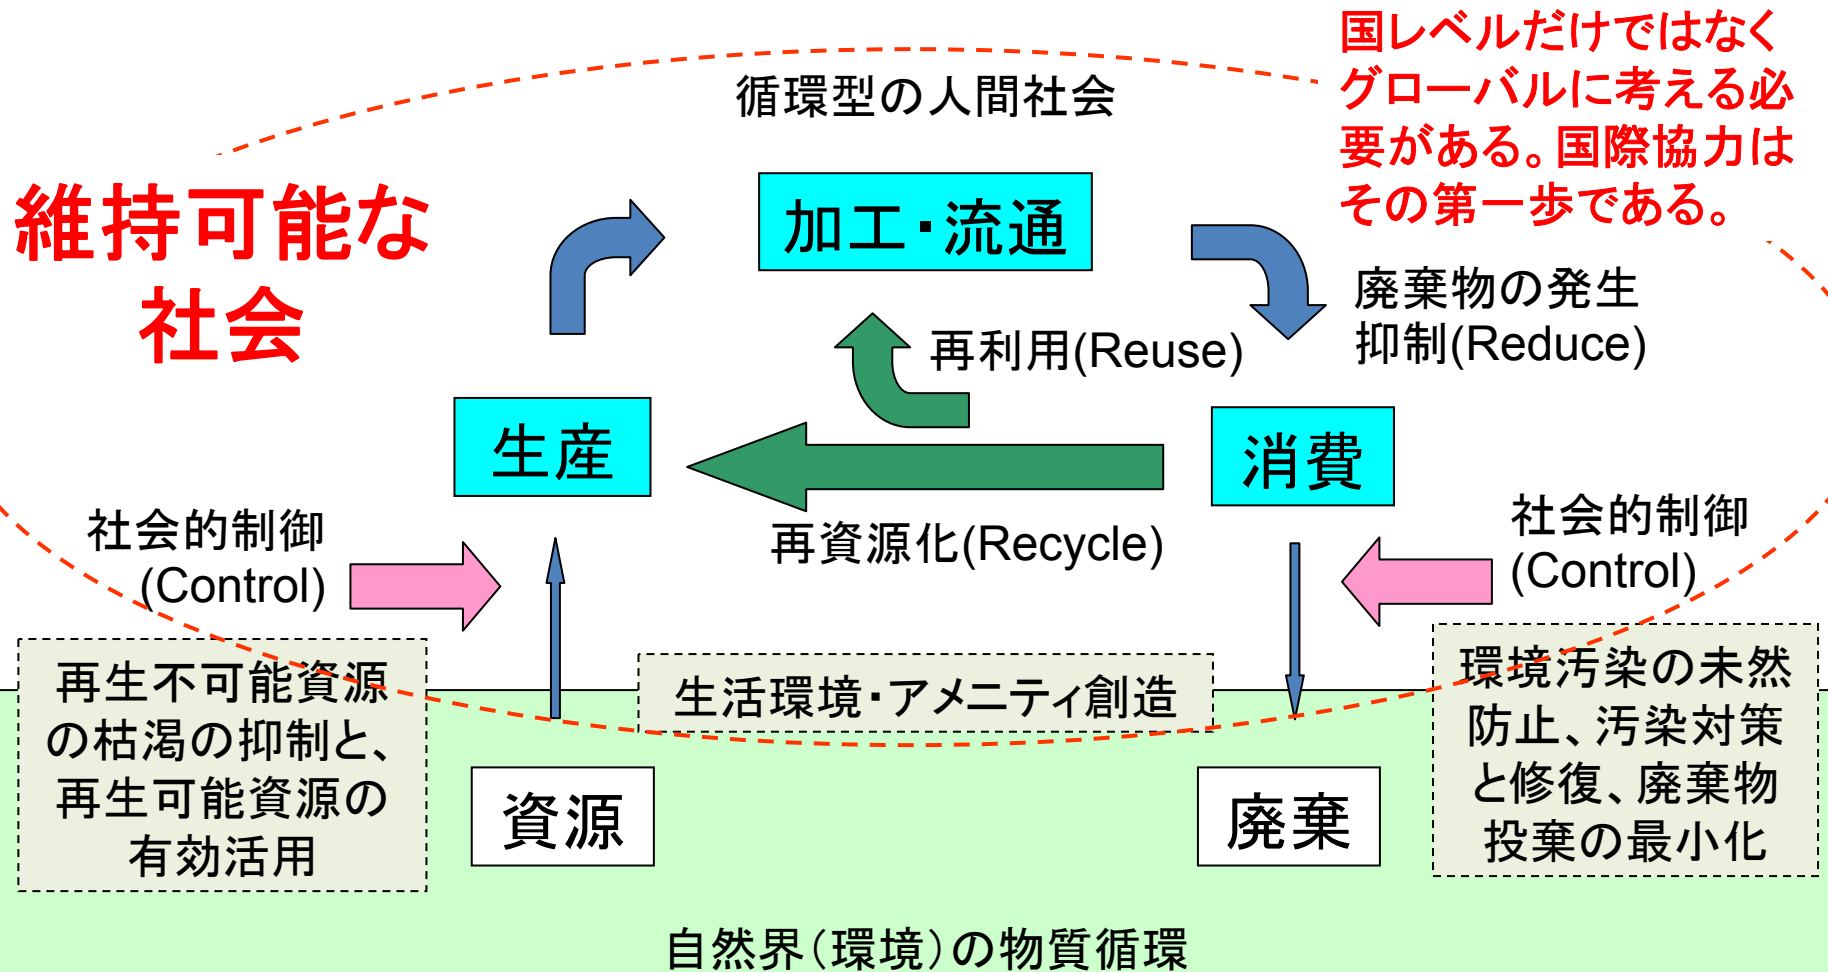 国レベルだけではなく
グローバルに考える必
要がある。国際協力は
その第一歩である。
循環型の人間社会
維持可能な
社会
加工・流通
廃棄物の発生
抑制(Reduce)
再利用(Reuse)
生産
消費
再資源化(Recycle)
社会的制御
(Control)
社会的制御
(Control)
再生不可能資源
の枯渇の抑制と、
再生可能資源の
有効活用
生活環境・アメニティ創造
環境汚染の未然
防止、汚染対策
と修復、廃棄物
投棄の最小化
資源
廃棄
自然界（環境）の物質循環